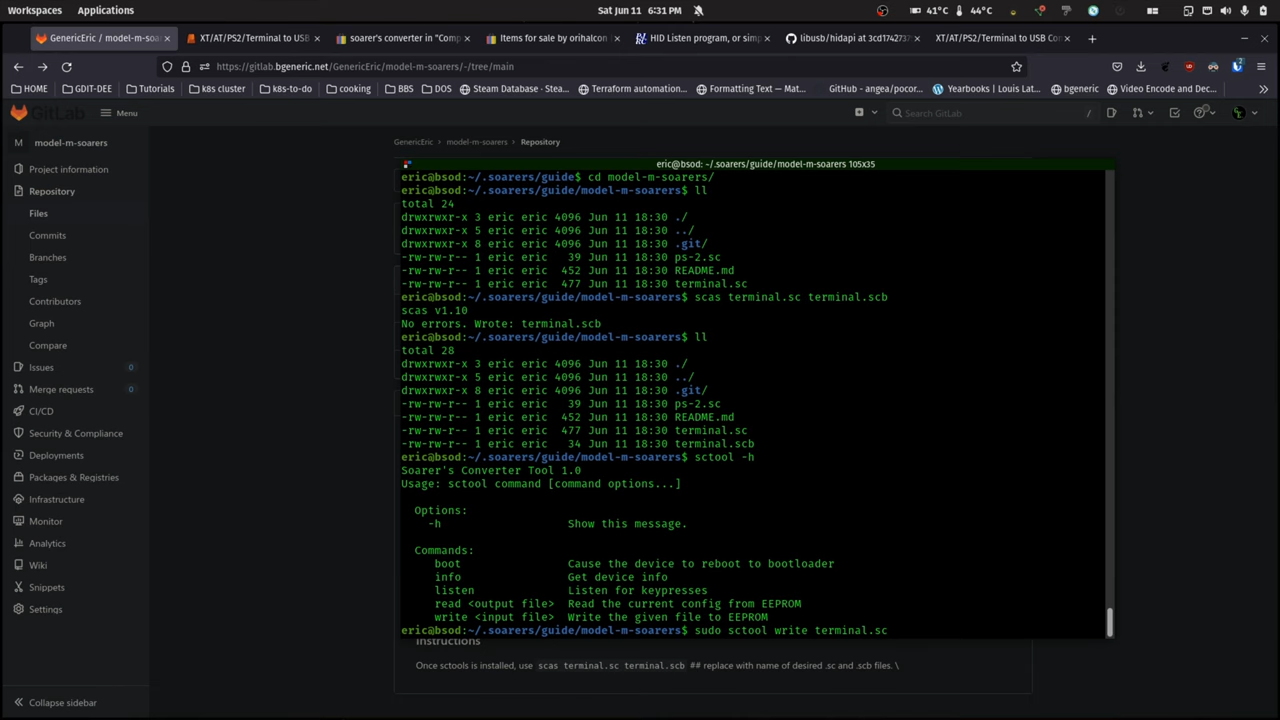 Workspaces Applications Sat Jun 11 6:31 PM 41°C 44°C
GenericEric / model-m-soa XT/AT/PS2/Terminal to USB soarer's converter in "Comp Items for sale by orihalcon HID Listen program, or simp libusb/hidapi at 3cd1742737 XT/AT/PS2/Terminal to USB Con
https://gitlab.bgeneric.net/GenericEric/model-m-soarers/-/tree/main
HOME GDIT-DEE Tutorials k8s cluster k8s-to-do cooking BBS DOS Steam Database · Stea... Terraform automation... Formatting Text — Mat... GitHub - angea/pocor... Yearbooks | Louis Lat... bgeneric Video Encode and Dec...
GitLab Menu Search GitLab /
M model-m-soarers
GenericEric / model-m-soarers / Repository
Project information
Repository
Files
Commits
Branches
Tags
Contributors
Graph
Compare
Issues 0
Merge requests 0
CI/CD
Security & Compliance
Deployments
Packages & Registries
Infrastructure
Monitor
Analytics
Wiki
Snippets
Settings
Collapse sidebar
eric@bsod: ~/.soarers/guide/model-m-soarers 105x35
eric@bsod:~/.soarers/guide$ cd model-m-soarers/
eric@bsod:~/.soarers/guide/model-m-soarers$ ll
total 24
drwxrwxr-x 3 eric eric 4096 Jun 11 18:30 ./
drwxrwxr-x 5 eric eric 4096 Jun 11 18:30 ../
drwxrwxr-x 8 eric eric 4096 Jun 11 18:30 .git/
-rw-rw-r-- 1 eric eric 39 Jun 11 18:30 ps-2.sc
-rw-rw-r-- 1 eric eric 452 Jun 11 18:30 README.md
-rw-rw-r-- 1 eric eric 477 Jun 11 18:30 terminal.sc
eric@bsod:~/.soarers/guide/model-m-soarers$ scas terminal.sc terminal.scb
scas v1.10
No errors. Wrote: terminal.scb
eric@bsod:~/.soarers/guide/model-m-soarers$ ll
total 28
drwxrwxr-x 3 eric eric 4096 Jun 11 18:30 ./
drwxrwxr-x 5 eric eric 4096 Jun 11 18:30 ../
drwxrwxr-x 8 eric eric 4096 Jun 11 18:30 .git/
-rw-rw-r-- 1 eric eric 39 Jun 11 18:30 ps-2.sc
-rw-rw-r-- 1 eric eric 452 Jun 11 18:30 README.md
-rw-rw-r-- 1 eric eric 477 Jun 11 18:30 terminal.sc
-rw-rw-r-- 1 eric eric 34 Jun 11 18:30 terminal.scb
eric@bsod:~/.soarers/guide/model-m-soarers$ sctool -h
Soarer's Converter Tool 1.0
Usage: sctool command [command options...]
Options:
-h Show this message.
Commands:
boot Cause the device to reboot to bootloader
info Get device info
listen Listen for keypresses
read <output file> Read the current config from EEPROM
write <input file> Write the given file to EEPROM
eric@bsod:~/.soarers/guide/model-m-soarers$ sudo sctool write terminal.sc
Instructions
Once sctools is installed, use scas terminal.sc terminal.scb ## replace with name of desired .sc and .scb files. \